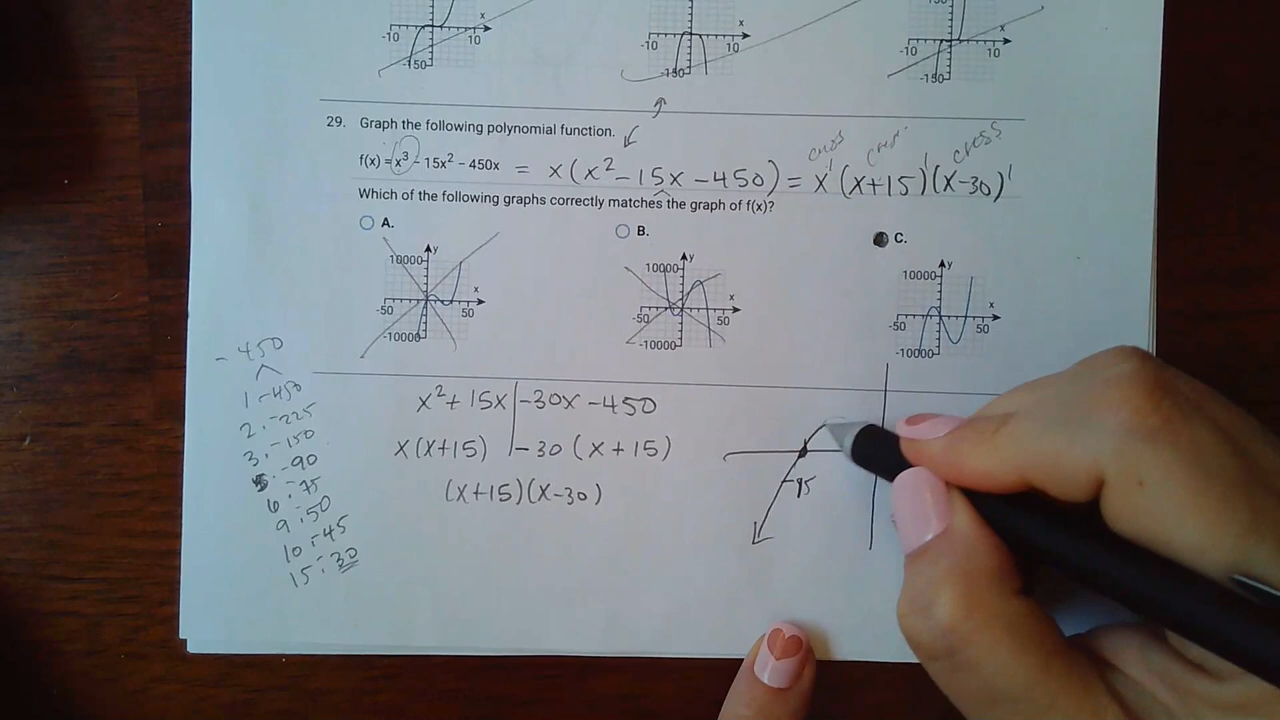 x
-10
10
-150
x
-10
10
-150
x
-10
10
-150
29. Graph the following polynomial function.
f(x) = x³ - 15x² - 450x = x(x² - 15x - 450) = x¹(x+15)¹(x-30)¹
cross
cross
cross
Which of the following graphs correctly matches the graph of f(x)?
A.
10000
y
x
-50
50
-10000
B.
10000
y
x
-50
50
-10000
C.
10000
y
x
-50
50
-10000
-450
1 -450
2 -225
3 -150
5 -90
6 -75
9 -50
10 -45
15 -30
x² + 15x | -30x - 450
x(x+15) | -30(x+15)
(x+15)(x-30)